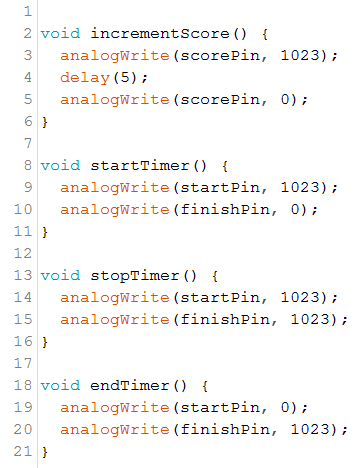 1
2 void incrementScore() {
3   analogWrite(scorePin, 1023);
4   delay(5);
5   analogWrite(scorePin, 0);
6 }
7
8 void startTimer() {
9   analogWrite(startPin, 1023);
10   analogWrite(finishPin, 0);
11 }
12
13 void stopTimer() {
14   analogWrite(startPin, 1023);
15   analogWrite(finishPin, 1023);
16 }
17
18 void endTimer() {
19   analogWrite(startPin, 0);
20   analogWrite(finishPin, 1023);
21 }